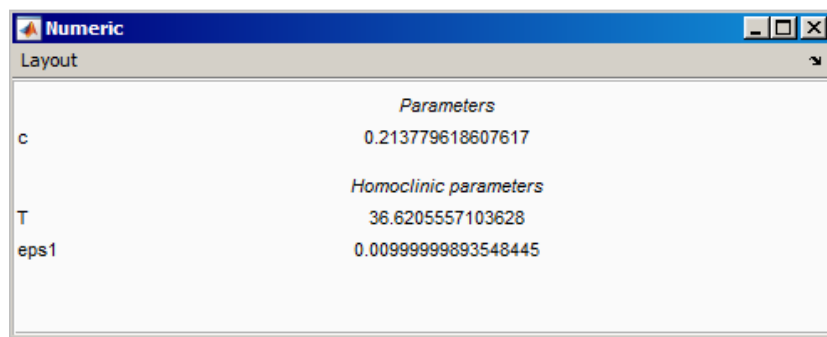 Numeric
Layout
Parameters
c 0.213779618607617
Homoclinic parameters
T 36.6205557103628
eps1 0.00999999893548445